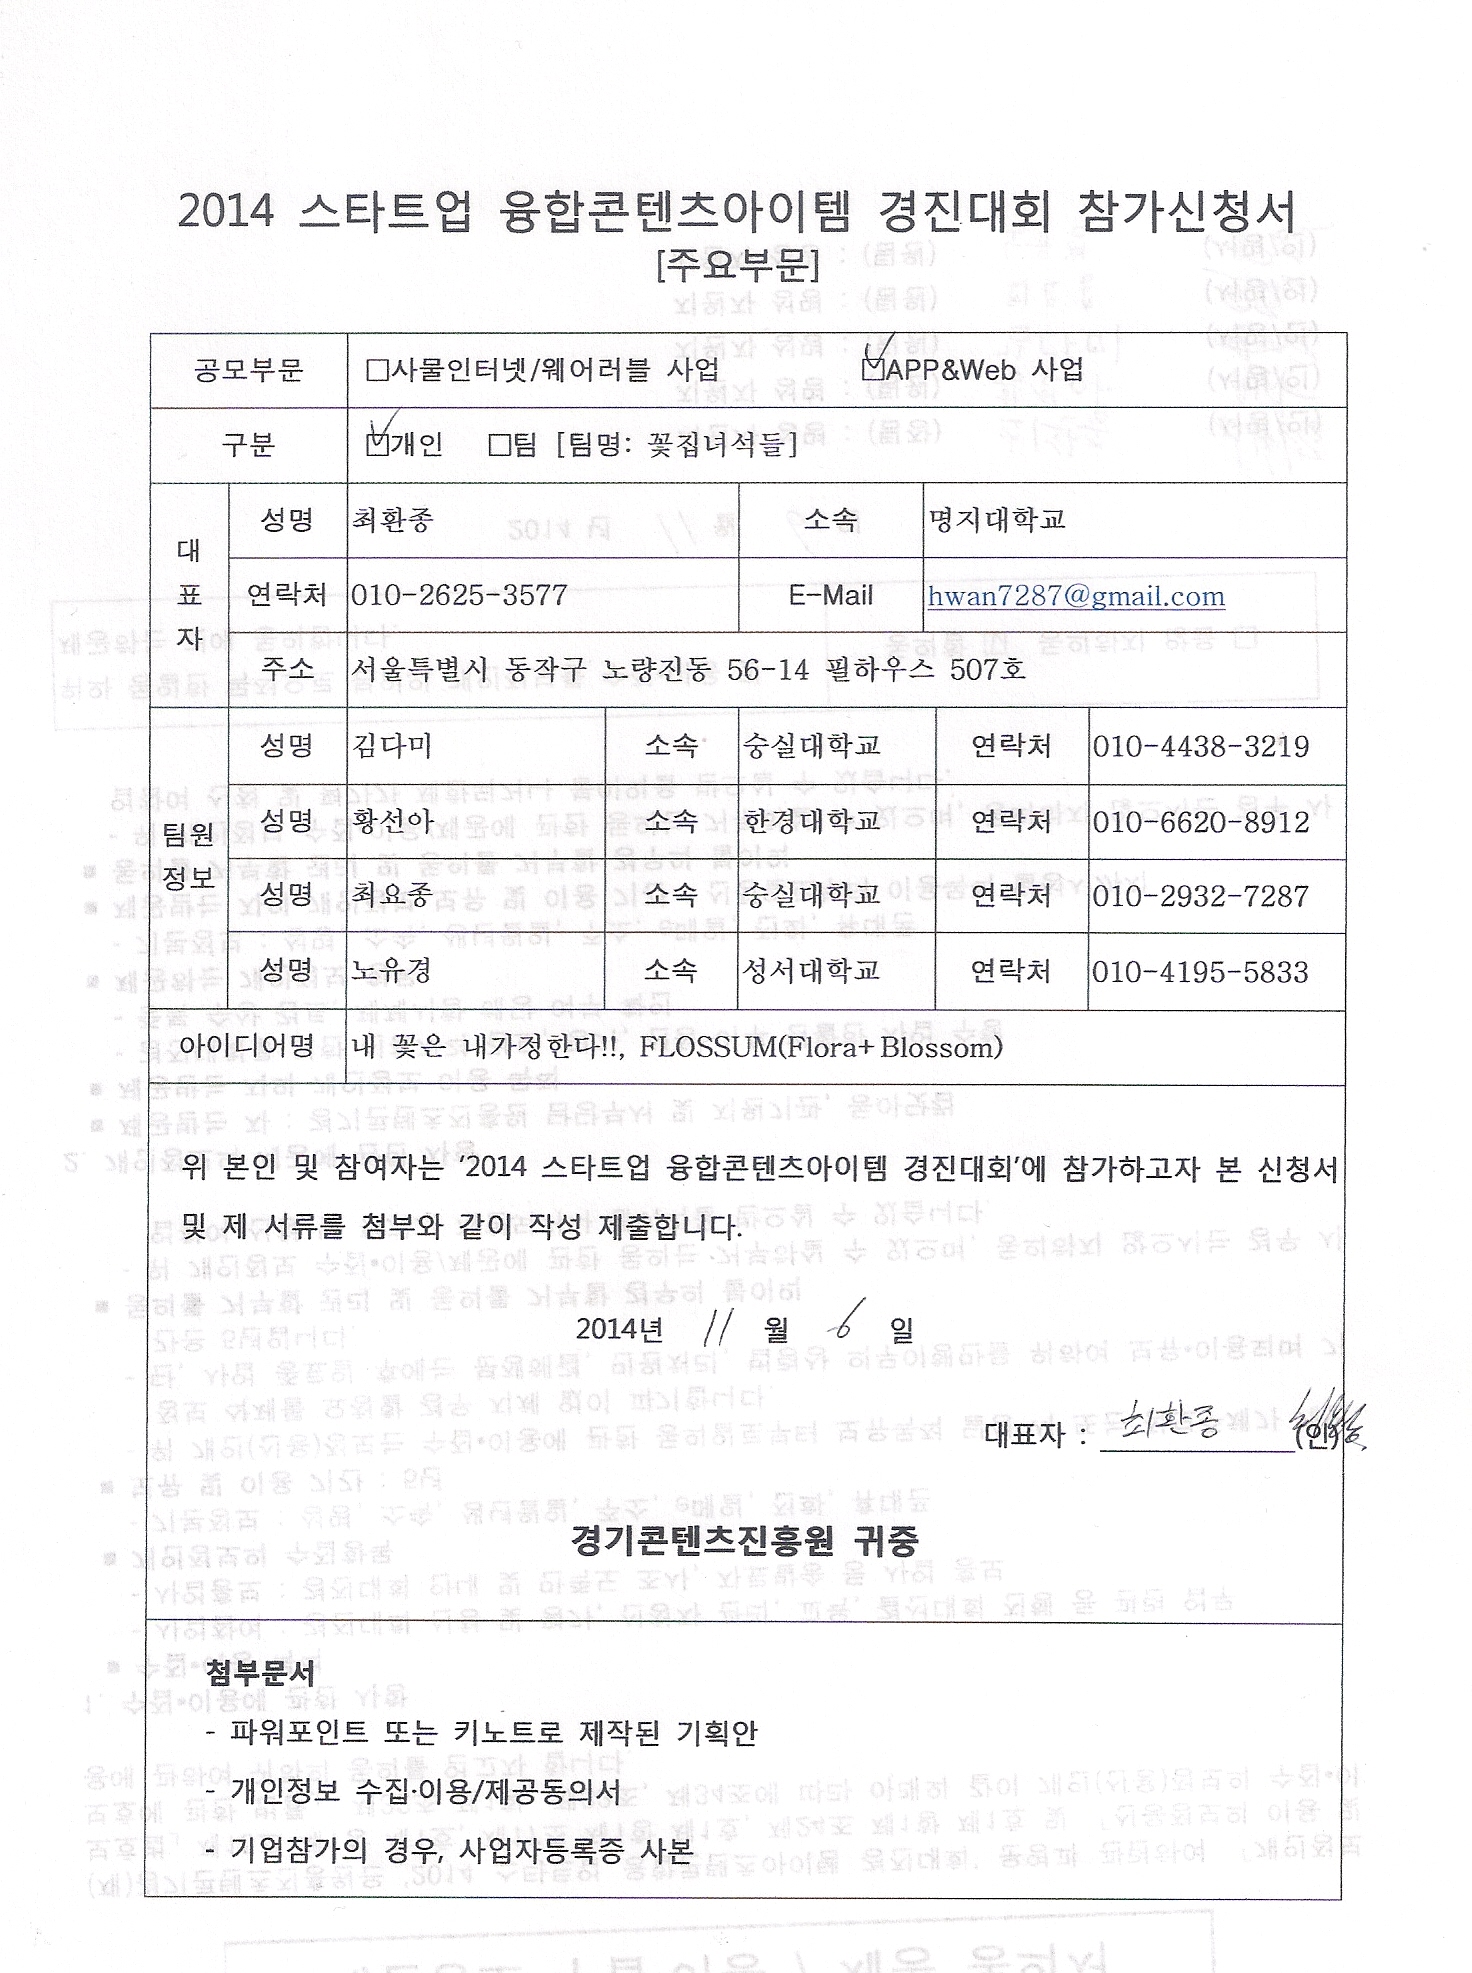 2014 스타트업 융합콘텐츠아이템 경진대회 참가신청서
[주요부문]
공모부문 □사물인터넷/웨어러블 사업 ☑APP&Web 사업
구분 ☑개인 □팀 [팀명: 꽃집녀석들]
대표자
성명 최환종 소속 명지대학교
연락처 010-2625-3577 E-Mail hwan7287@gmail.com
주소 서울특별시 동작구 노량진동 56-14 필하우스 507호
팀원 정보
성명 김다미 소속 숭실대학교 연락처 010-4438-3219
성명 황선아 소속 한경대학교 연락처 010-6620-8912
성명 최요종 소속 숭실대학교 연락처 010-2932-7287
성명 노유경 소속 성서대학교 연락처 010-4195-5833
아이디어명 내 꽃은 내가정한다!!, FLOSSUM(Flora+Blossom)
위 본인 및 참여자는 '2014 스타트업 융합콘텐츠아이템 경진대회'에 참가하고자 본 신청서
및 제 서류를 첨부와 같이 작성 제출합니다.
2014년 11 월 6 일
대표자 : 최환종 (인)
경기콘텐츠진흥원 귀중
첨부문서
- 파워포인트 또는 키노트로 제작된 기획안
- 개인정보 수집·이용/제공동의서
- 기업참가의 경우, 사업자등록증 사본